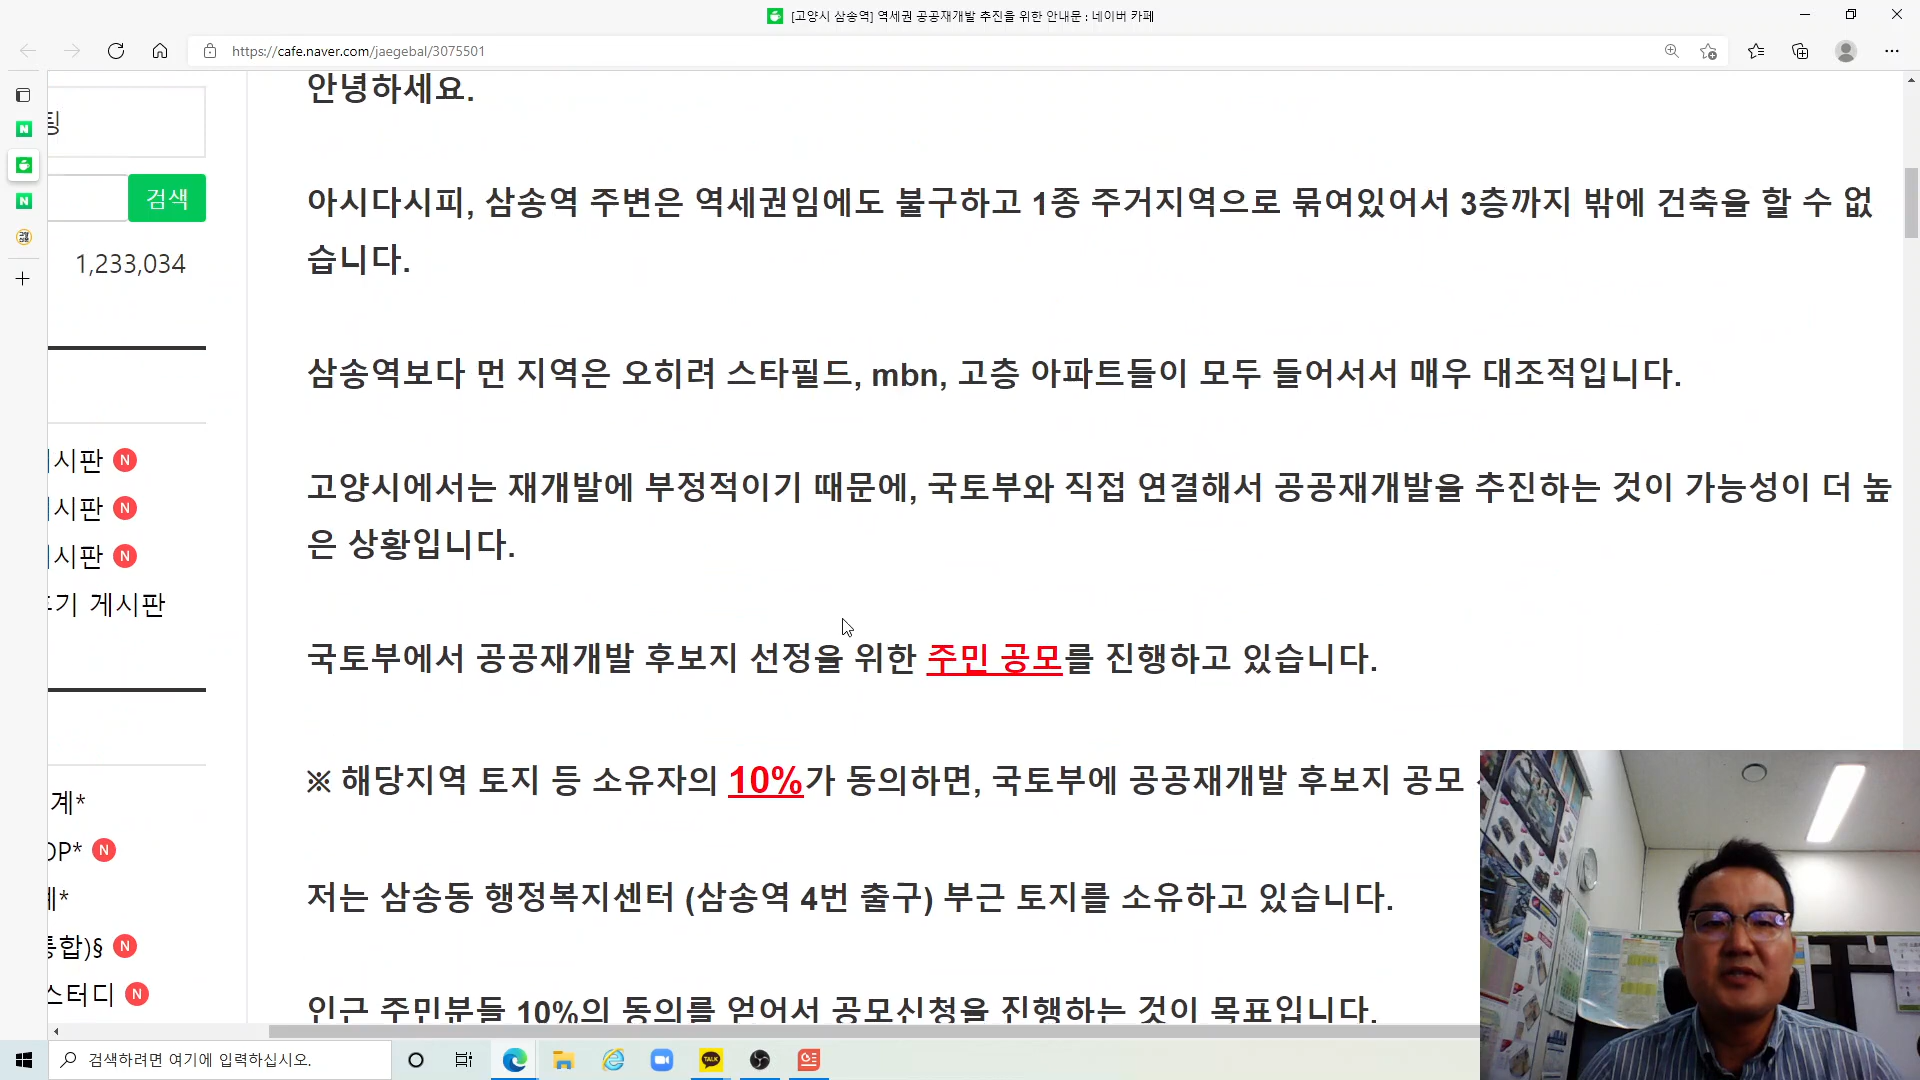 [고양시 삼송역] 역세권 공공재개발 추진을 위한 안내문 : 네이버 카페
https://cafe.naver.com/jaegebal/3075501
팅
검색
1,233,034
시판 N
시판 N
시판 N
기 게시판
계*
OP* N
통합)§ N
스터디 N
안녕하세요.
아시다시피, 삼송역 주변은 역세권임에도 불구하고 1종 주거지역으로 묶여있어서 3층까지 밖에 건축을 할 수 없
습니다.
삼송역보다 먼 지역은 오히려 스타필드, mbn, 고층 아파트들이 모두 들어서서 매우 대조적입니다.
고양시에서는 재개발에 부정적이기 때문에, 국토부와 직접 연결해서 공공재개발을 추진하는 것이 가능성이 더 높
은 상황입니다.
국토부에서 공공재개발 후보지 선정을 위한 주민 공모를 진행하고 있습니다.
※ 해당지역 토지 등 소유자의 10%가 동의하면, 국토부에 공공재개발 후보지 공모
저는 삼송동 행정복지센터 (삼송역 4번 출구) 부근 토지를 소유하고 있습니다.
인근 주민분들 10%의 동의를 얻어서 공모신청을 진행하는 것이 목표입니다.
검색하려면 여기에 입력하십시오.
TALK